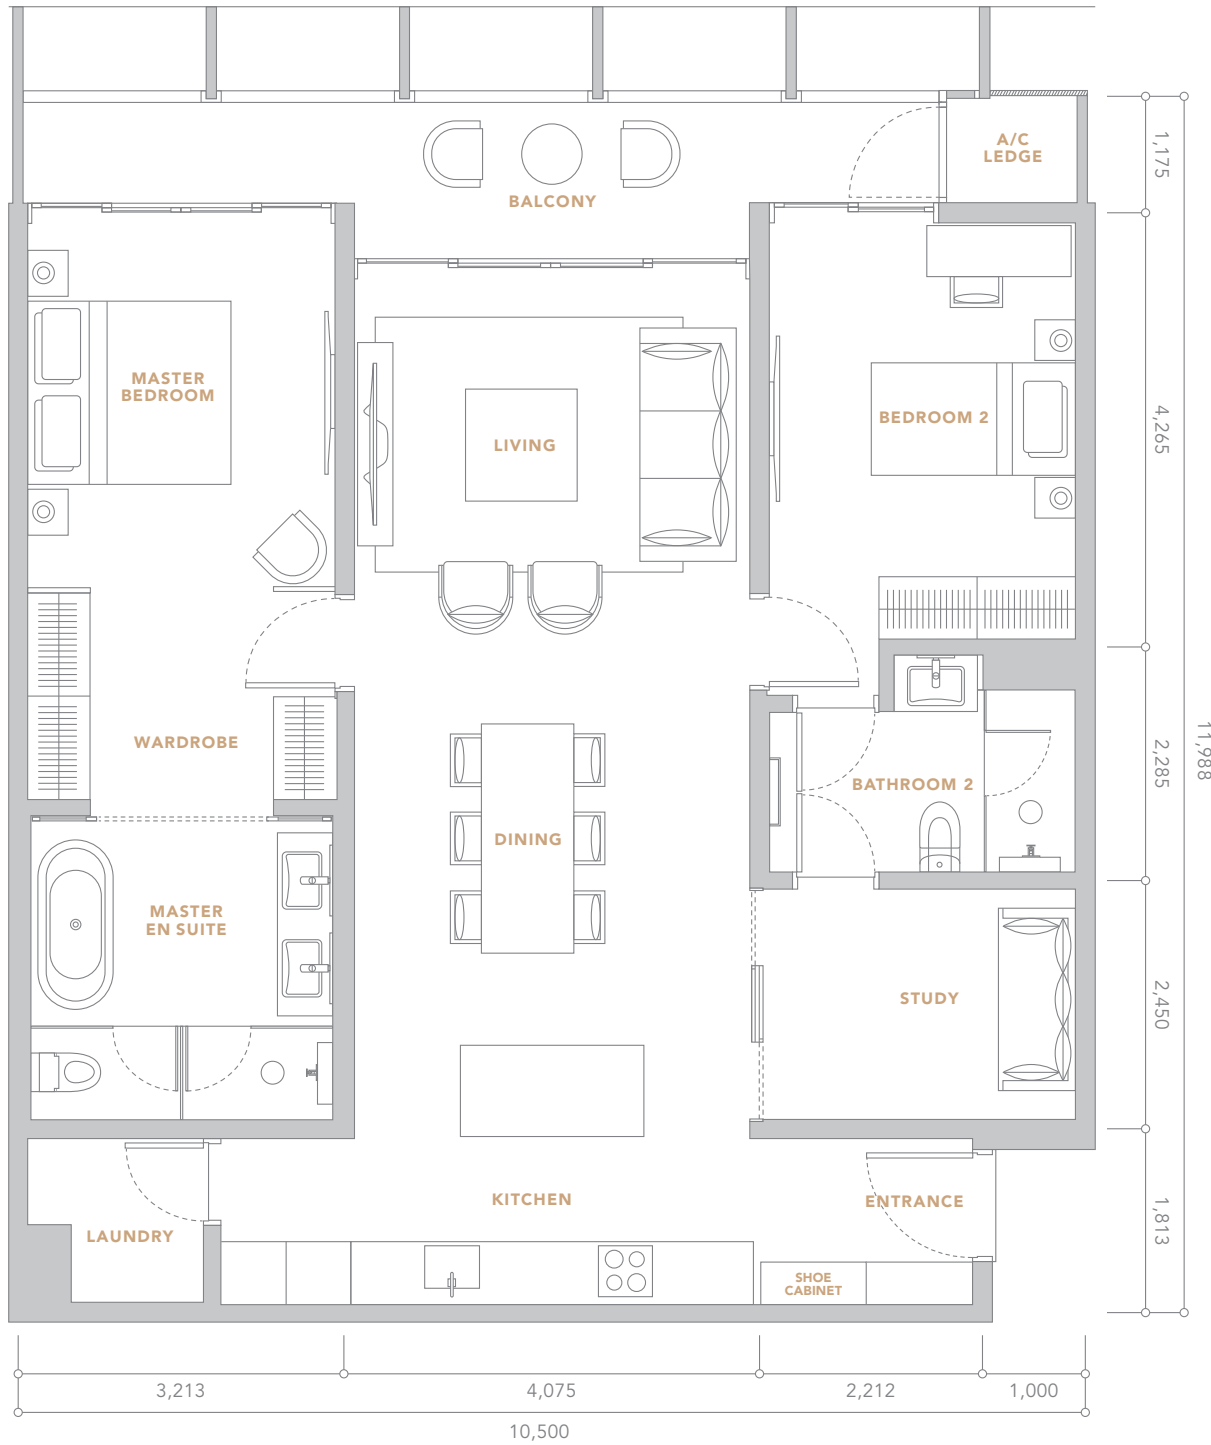 A/C
LEDGE
1,175
BALCONY
MASTER
BEDROOM
LIVING
BEDROOM 2
4,265
WARDROBE
BATHROOM 2
2,285
11,988
DINING
MASTER
EN SUITE
STUDY
2,450
KITCHEN
ENTRANCE
1,813
LAUNDRY
SHOE
CABINET
3,213
4,075
2,212
1,000
10,500